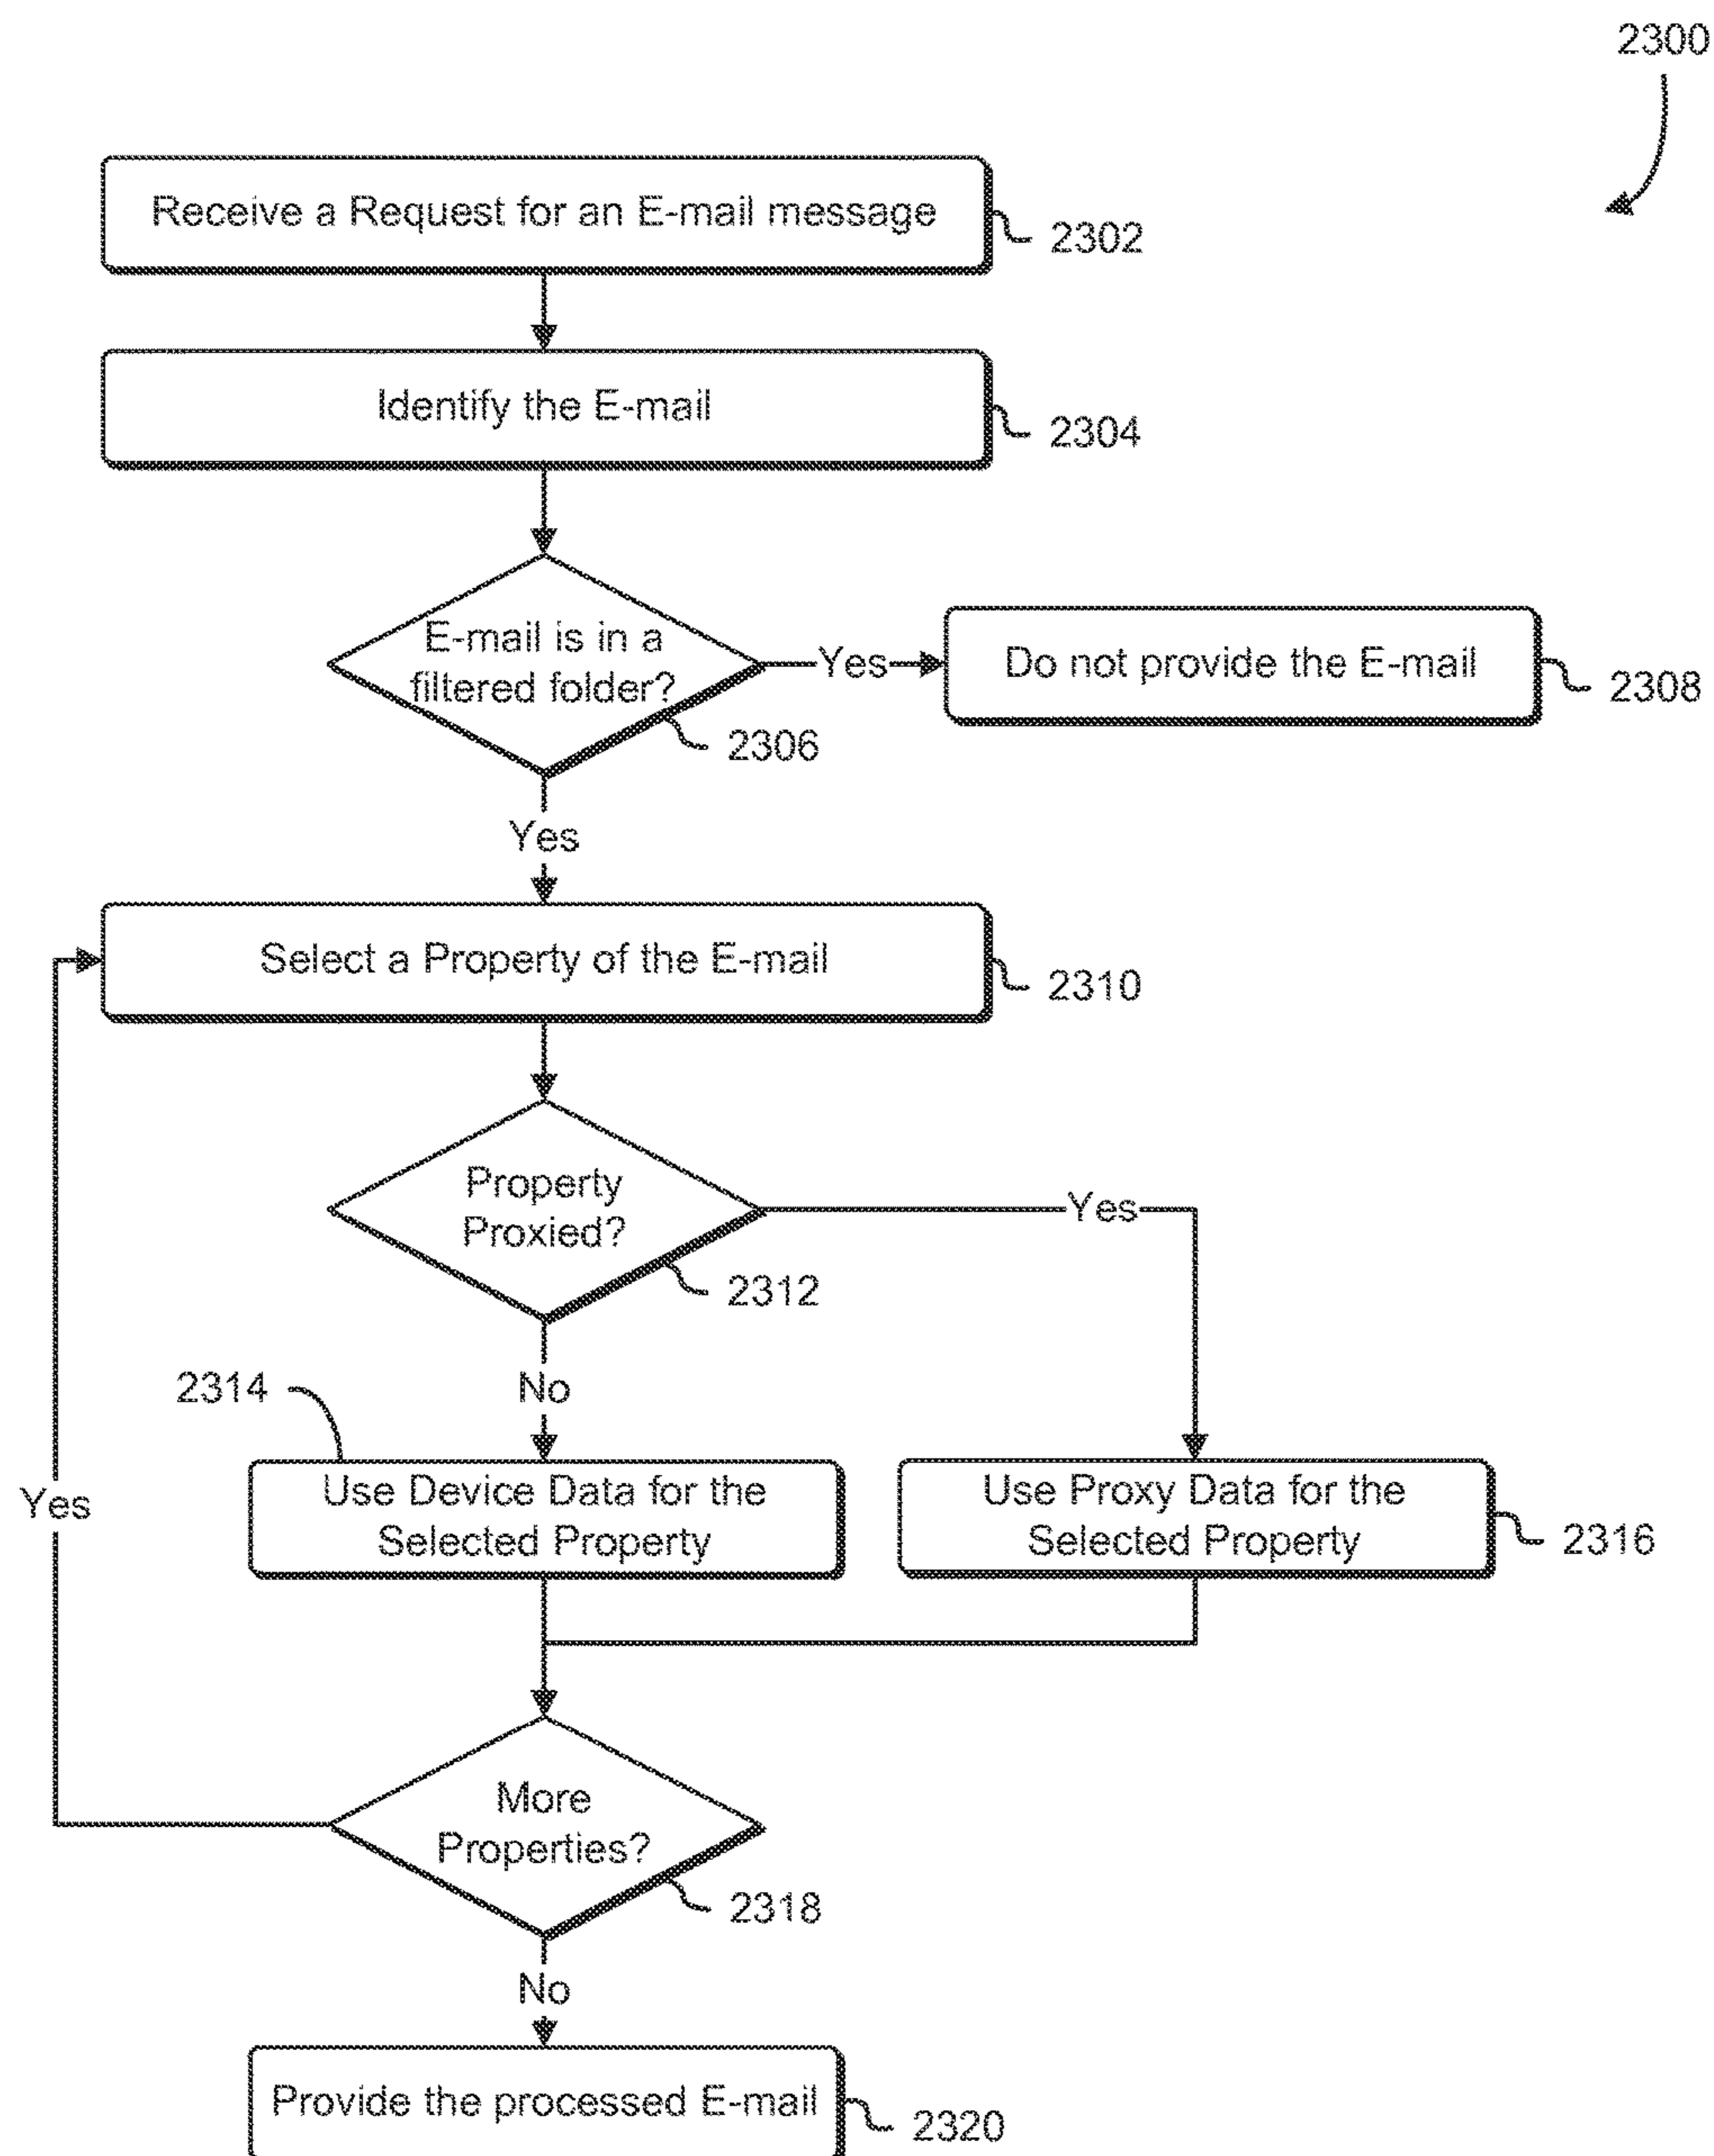 2300
Receive a Request for an E-mail message
2302
Identify the E-mail
2304
E-mail is in a
filtered folder?
Yes
Do not provide the E-mail
2308
2306
Yes
Select a Property of the E-mail
2310
Property
Proxied?
Yes
2312
2314
No
Yes
Use Device Data for the
Selected Property
Use Proxy Data for the
Selected Property
2316
More
Properties?
2318
No
Provide the processed E-mail
2320